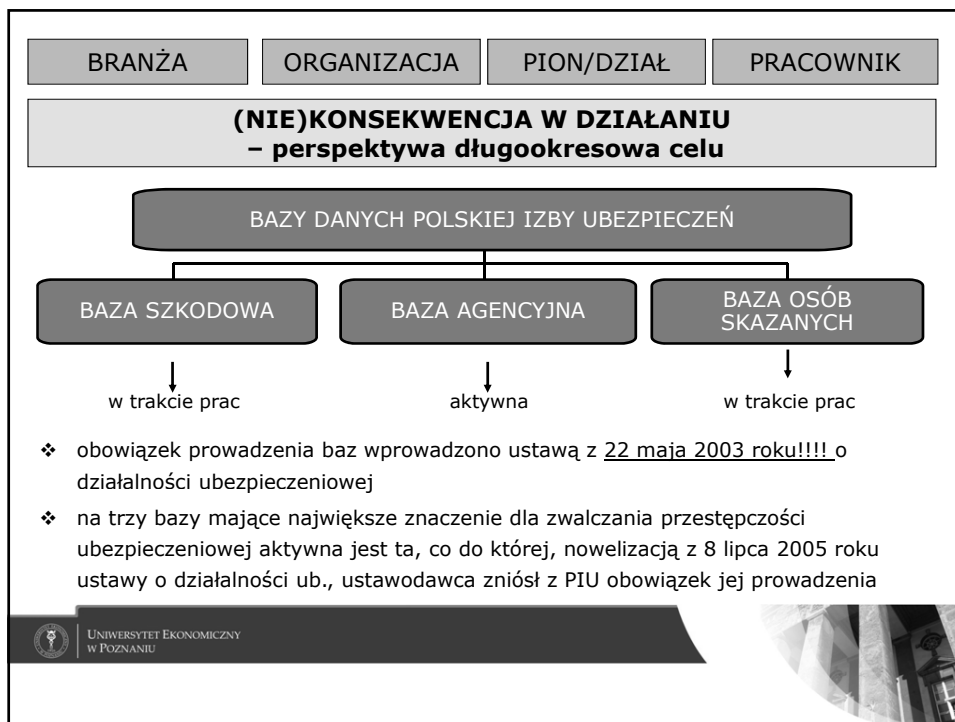 BRANŻA
ORGANIZACJA
PION/DZIAŁ
PRACOWNIK
(NIE)KONSEKWENCJA W DZIAŁANIU
– perspektywa długookresowa celu
BAZY DANYCH POLSKIEJ IZBY UBEZPIECZEŃ
BAZA SZKODOWA
BAZA AGENCYJNA
BAZA OSÓB
SKAZANYCH
w trakcie prac
aktywna
w trakcie prac
❖ obowiązek prowadzenia baz wprowadzono ustawą z 22 maja 2003 roku!!!! o
działalności ubezpieczeniowej
❖ na trzy bazy mające największe znaczenie dla zwalczania przestępczości
ubezpieczeniowej aktywna jest ta, co do której, nowelizacją z 8 lipca 2005 roku
ustawy o działalności ub., ustawodawca zniósł z PIU obowiązek jej prowadzenia
UNIWERSYTET EKONOMICZNY
W POZNANIU